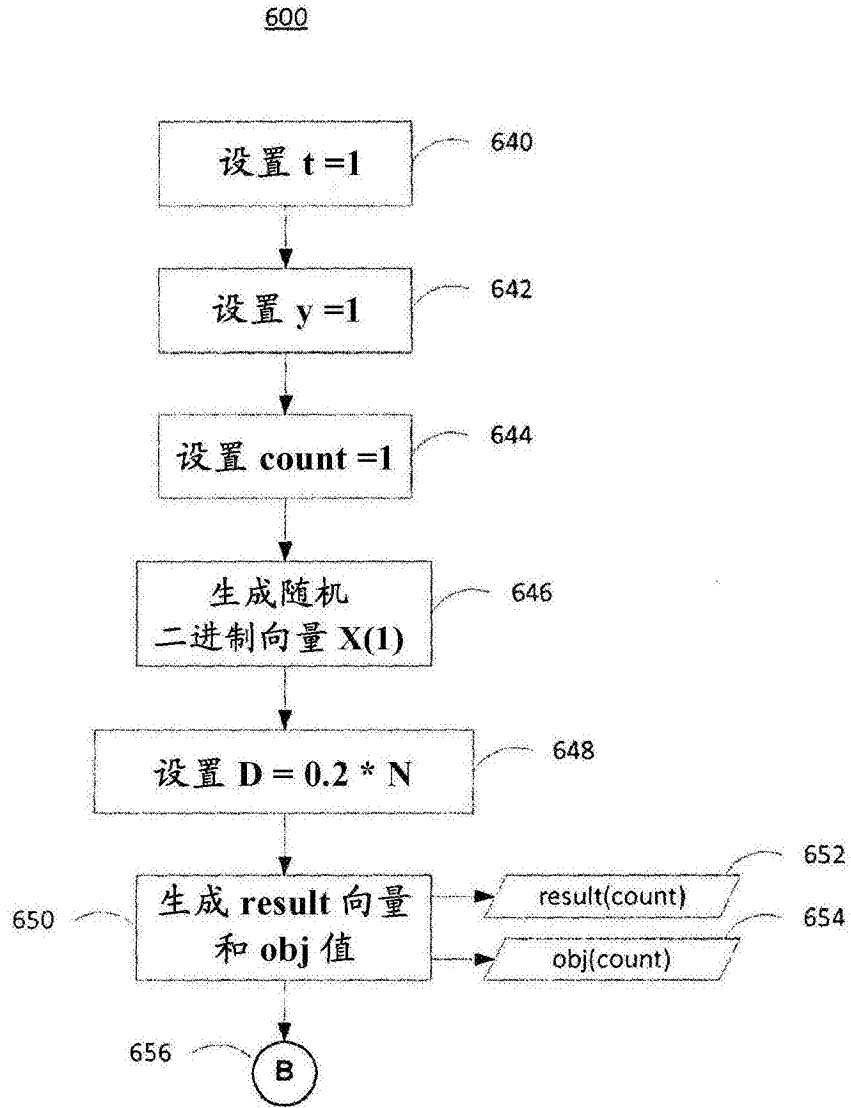 600
设置 t =1
640
设置 y =1
642
设置 count =1
644
生成随机
二进制向量 X(1)
646
设置 D = 0.2 * N
648
650
生成 result 向量
和 obj 值
result(count)
652
obj(count)
654
656
B